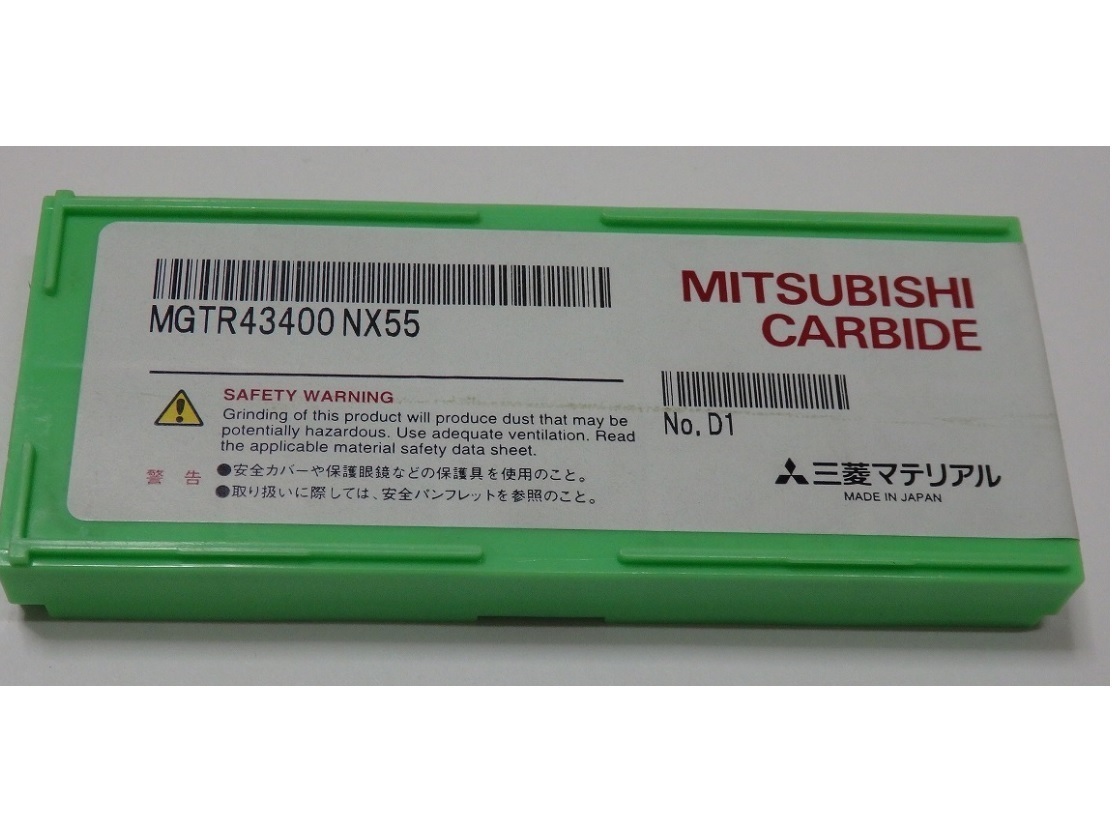 MGTR43400 NX55
MITSUBISHI
CARBIDE
SAFETY WARNING
Grinding of this product will produce dust that may be
potentially hazardous. Use adequate ventilation. Read
the applicable material safety data sheet.
警告 ●安全カバーや保護眼鏡などの保護具を使用のこと。
●取り扱いに際しては、安全パンフレットを参照のこと。
No. D1
三菱マテリアル
MADE IN JAPAN